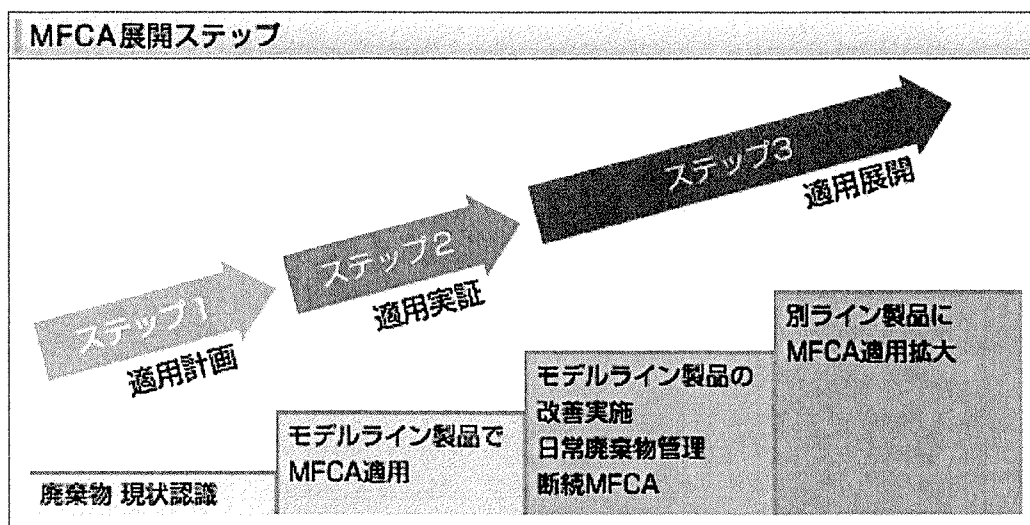 MFCA展開ステップ
ステップ1
適用計画
ステップ2
適用実証
ステップ3
適用展開
廃棄物 現状認識
モデルライン製品で
MFCA適用
モデルライン製品の
改善実施
日常廃棄物管理
断続MFCA
別ライン製品に
MFCA適用拡大